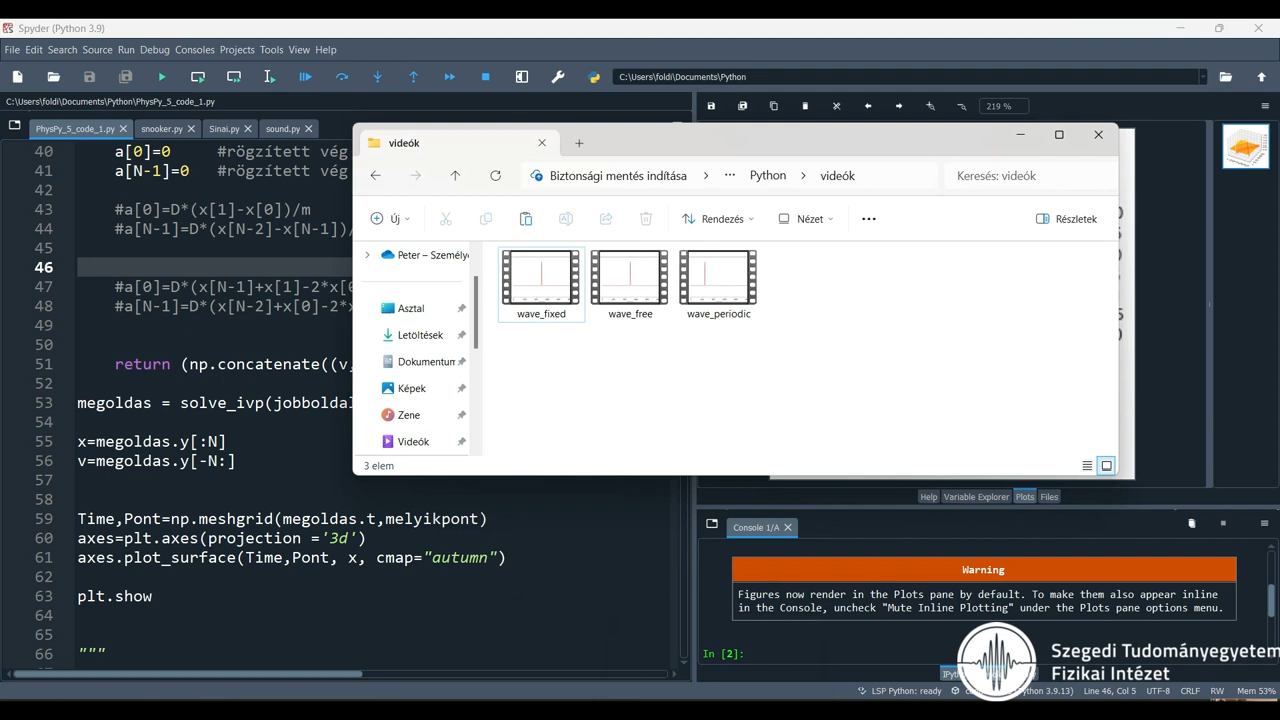 Spyder (Python 3.9)
File Edit Search Source Run Debug Consoles Projects Tools View Help
C:\Users\foldi\Documents\Python
C:\Users\foldi\Documents\Python\PhysPy_5_code_1.py
PhysPy_5_code_1.py snooker.py Sinai.py sound.py
219 %
40 a[0]=0 #rögzített vég
41 a[N-1]=0 #rögzített vég
42
43 #a[0]=D*(x[1]-x[0])/m
44 #a[N-1]=D*(x[N-2]-x[N-1])/
45
46
47 #a[0]=D*(x[N-1]+x[1]-2*x[0
48 #a[N-1]=D*(x[N-2]+x[0]-2*x
49
50
51 return (np.concatenate((v,
52
53 megoldas = solve_ivp(jobboldal
54
55 x=megoldas.y[:N]
56 v=megoldas.y[-N:]
57
58
59 Time,Pont=np.meshgrid(megoldas.t,melyikpont)
60 axes=plt.axes(projection ='3d')
61 axes.plot_surface(Time,Pont, x, cmap="autumn")
62
63 plt.show
64
65
66 """
videók
Biztonsági mentés indítása Python videók
Keresés: videók
Új Rendezés Nézet Részletek
Peter – Személye
Asztal
Letöltések
Dokumentum
Képek
Zene
Videók
wave_fixed wave_free wave_periodic
3 elem
Help Variable Explorer Plots Files
Console 1/A
Warning
Figures now render in the Plots pane by default. To make them also appear inline
in the Console, uncheck "Mute Inline Plotting" under the Plots pane options menu.
In [2]:
Szegedi Tudományegyetem
Fizikai Intézet
LSP Python: ready Python 3.9.13) Line 46, Col 5 UTF-8 CRLF RW Mem 53%